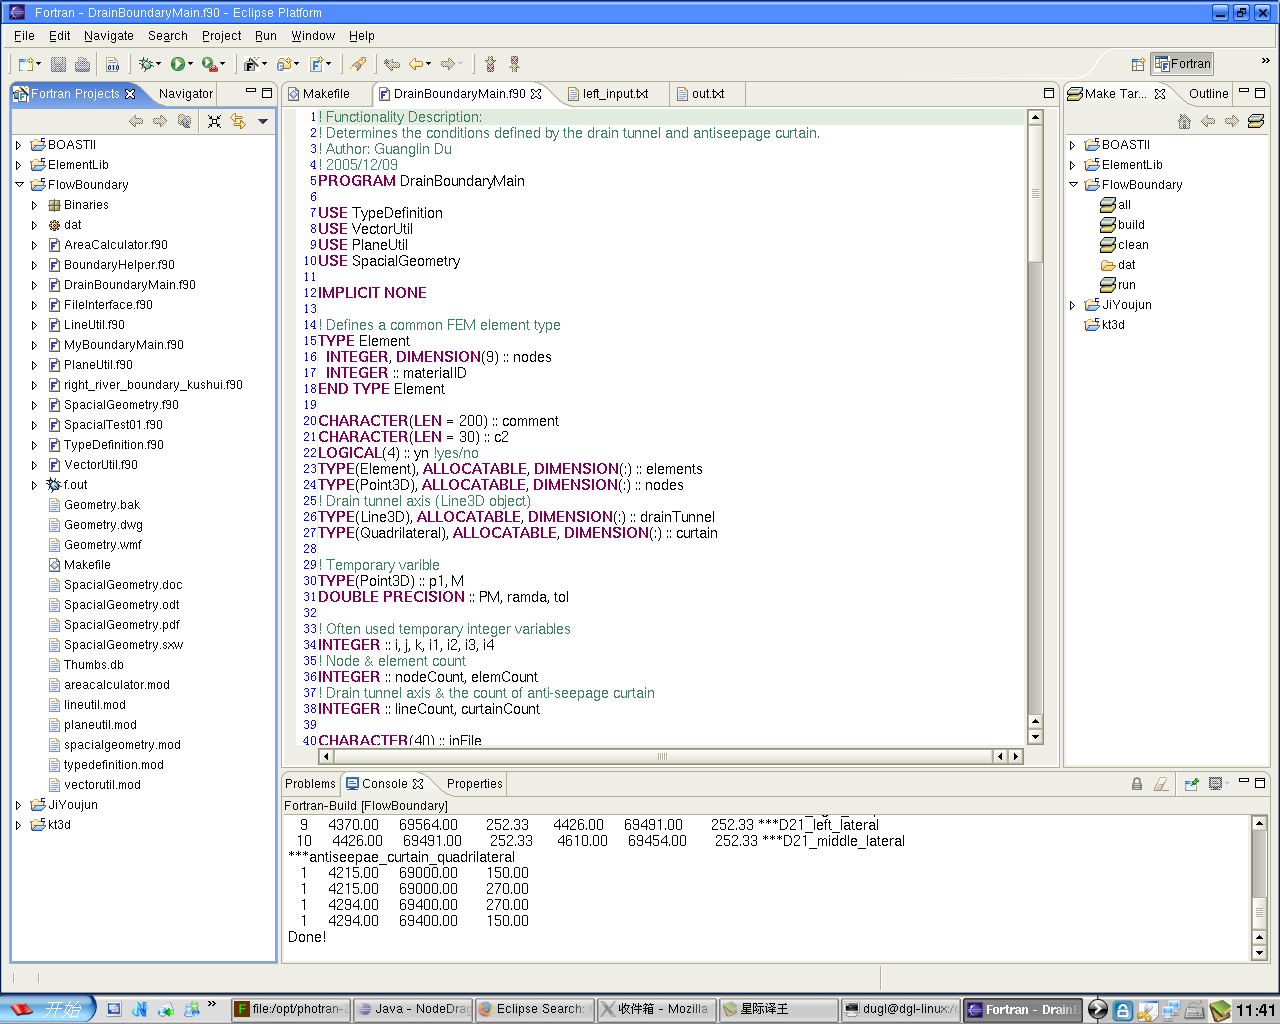 Fortran - DrainBoundaryMain.f90 - Eclipse Platform
File Edit Navigate Search Project Run Window Help
Fortran
Fortran Projects Navigator
BOASTII
ElementLib
FlowBoundary
Binaries
dat
AreaCalculator.f90
BoundaryHelper.f90
DrainBoundaryMain.f90
FileInterface.f90
LineUtil.f90
MyBoundaryMain.f90
PlaneUtil.f90
right_river_boundary_kushui.f90
SpacialGeometry.f90
SpacialTest01.f90
TypeDefinition.f90
VectorUtil.f90
f.out
Geometry.bak
Geometry.dwg
Geometry.wmf
Makefile
SpacialGeometry.doc
SpacialGeometry.odt
SpacialGeometry.pdf
SpacialGeometry.sxw
Thumbs.db
areacalculator.mod
lineutil.mod
planeutil.mod
spacialgeometry.mod
typedefinition.mod
vectorutil.mod
JiYoujun
kt3d
Makefile DrainBoundaryMain.f90 left_input.txt out.txt
1 ! Functionality Description:
2 ! Determines the conditions defined by the drain tunnel and antiseepage curtain.
3 ! Author: Guanglin Du
4 ! 2005/12/09
5 PROGRAM DrainBoundaryMain
6
7 USE TypeDefinition
8 USE VectorUtil
9 USE PlaneUtil
10 USE SpacialGeometry
11
12 IMPLICIT NONE
13
14 ! Defines a common FEM element type
15 TYPE Element
16 INTEGER, DIMENSION(9) :: nodes
17 INTEGER :: materialID
18 END TYPE Element
19
20 CHARACTER(LEN = 200) :: comment
21 CHARACTER(LEN = 30) :: c2
22 LOGICAL(4) :: yn !yes/no
23 TYPE(Element), ALLOCATABLE, DIMENSION(:) :: elements
24 TYPE(Point3D), ALLOCATABLE, DIMENSION(:) :: nodes
25 ! Drain tunnel axis (Line3D object)
26 TYPE(Line3D), ALLOCATABLE, DIMENSION(:) :: drainTunnel
27 TYPE(Quadrilateral), ALLOCATABLE, DIMENSION(:) :: curtain
28
29 ! Temporary varible
30 TYPE(Point3D) :: p1, M
31 DOUBLE PRECISION :: PM, ramda, tol
32
33 ! Often used temporary integer variables
34 INTEGER :: i, j, k, i1, i2, i3, i4
35 ! Node & element count
36 INTEGER :: nodeCount, elemCount
37 ! Drain tunnel axis & the count of anti-seepage curtain
38 INTEGER :: lineCount, curtainCount
39
40 CHARACTER(40) :: inFile
Make Tar... Outline
BOASTII
ElementLib
FlowBoundary
all
build
clean
dat
run
JiYoujun
kt3d
Problems Console Properties
Fortran-Build [FlowBoundary]
9 4370.00 69564.00 252.33 4426.00 69491.00 252.33 ***D21_left_lateral
10 4426.00 69491.00 252.33 4610.00 69454.00 252.33 ***D21_middle_lateral
***antiseepae_curtain_quadrilateral
1 4215.00 69000.00 150.00
1 4215.00 69000.00 270.00
1 4294.00 69400.00 270.00
1 4294.00 69400.00 150.00
Done!
开始 file:/opt/photran-2 Java - NodeDrag Eclipse Search: 收件箱 - Mozilla 星际译王 dugl@dgl-linux:/ Fortran - DrainB 11:41